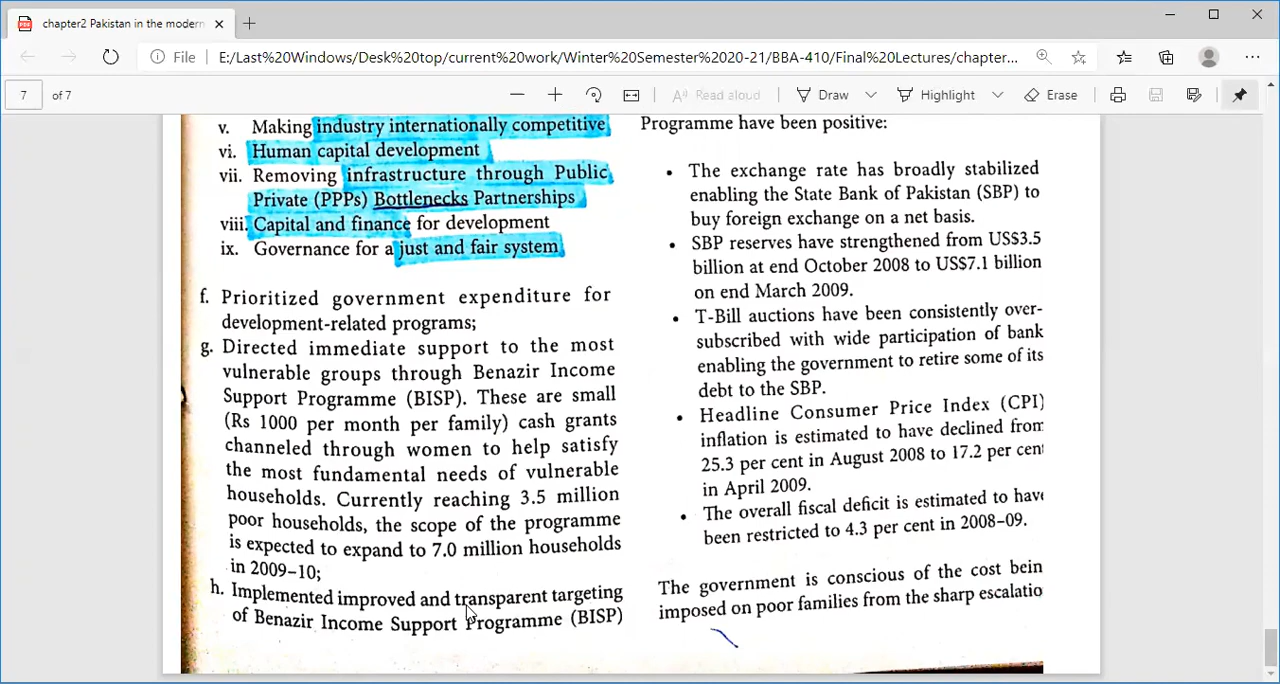 chapter2 Pakistan in the modern
File
E:/Last%20Windows/Desk%20top/current%20work/Winter%20Semester%2020-21/BBA-410/Final%20Lectures/chapter...
7 of 7
Read aloud
Draw
Highlight
Erase
v. Making industry internationally competitive
vi. Human capital development
vii. Removing infrastructure through Public
Private (PPPs) Bottlenecks Partnerships
viii. Capital and finance for development
ix. Governance for a just and fair system
f. Prioritized government expenditure for
development-related programs;
g. Directed immediate support to the most
vulnerable groups through Benazir Income
Support Programme (BISP). These are small
(Rs 1000 per month per family) cash grants
channeled through women to help satisfy
the most fundamental needs of vulnerable
households. Currently reaching 3.5 million
poor households, the scope of the programme
is expected to expand to 7.0 million households
in 2009–10;
h. Implemented improved and transparent targeting
of Benazir Income Support Programme (BISP)
Programme have been positive:
• The exchange rate has broadly stabilized
enabling the State Bank of Pakistan (SBP) to
buy foreign exchange on a net basis.
• SBP reserves have strengthened from US$3.5
billion at end October 2008 to US$7.1 billion
on end March 2009.
• T-Bill auctions have been consistently over-
subscribed with wide participation of bank
enabling the government to retire some of its
debt to the SBP.
• Headline Consumer Price Index (CPI)
inflation is estimated to have declined from
25.3 per cent in August 2008 to 17.2 per cen
in April 2009.
• The overall fiscal deficit is estimated to have
been restricted to 4.3 per cent in 2008–09.
The government is conscious of the cost bein
imposed on poor families from the sharp escalatio